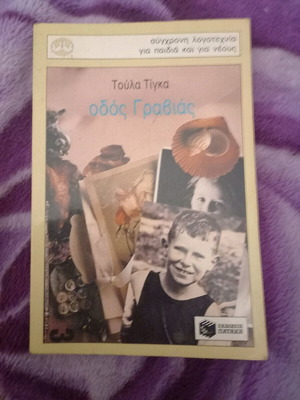 σύγχρονη λογοτεχνία
για παιδιά και για νέους
Τούλα Τίγκα
οδός Γραβιάς
ΕΚΔΟΣΕΙΣ
ΠΑΤΑΚΗ